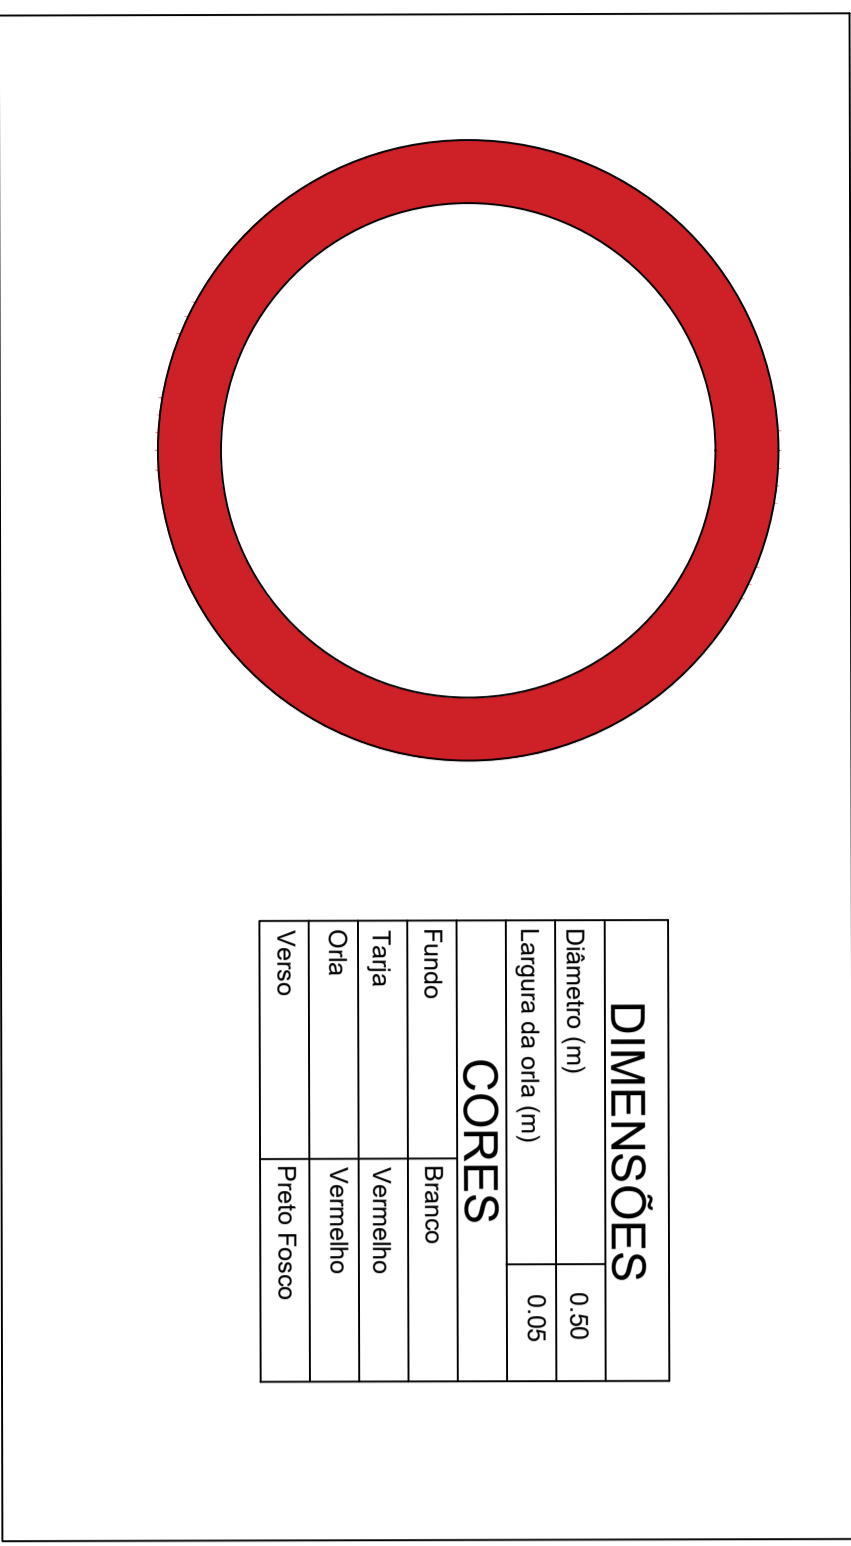 DIMENSÕES
Diâmetro (m) 0.50
Largura da orla (m) 0.05
CORES
Fundo Branco
Tarja Vermelho
Orla Vermelho
Verso Preto Fosco